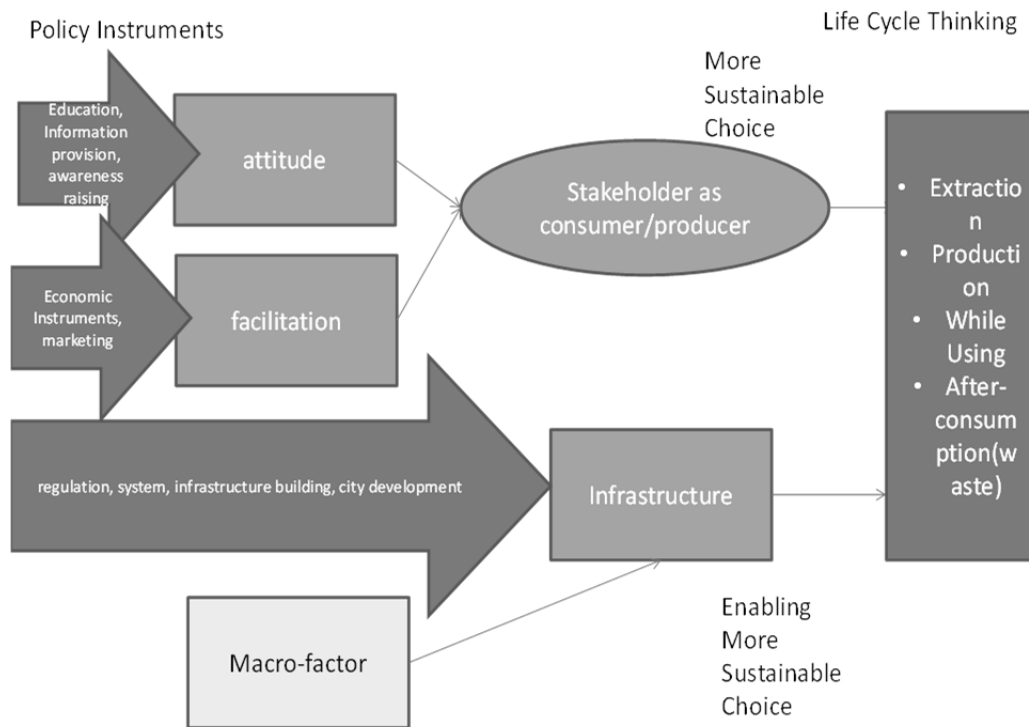 Policy Instruments
Life Cycle Thinking
Education,
Information
provision,
awareness
raising
attitude
More
Sustainable
Choice
Stakeholder as
consumer/producer
• Extractio
n
• Producti
on
• While
Using
• After-
consum
ption(w
aste)
Economic
Instruments,
marketing
facilitation
regulation, system, infrastructure building, city development
Infrastructure
Macro-factor
Enabling
More
Sustainable
Choice